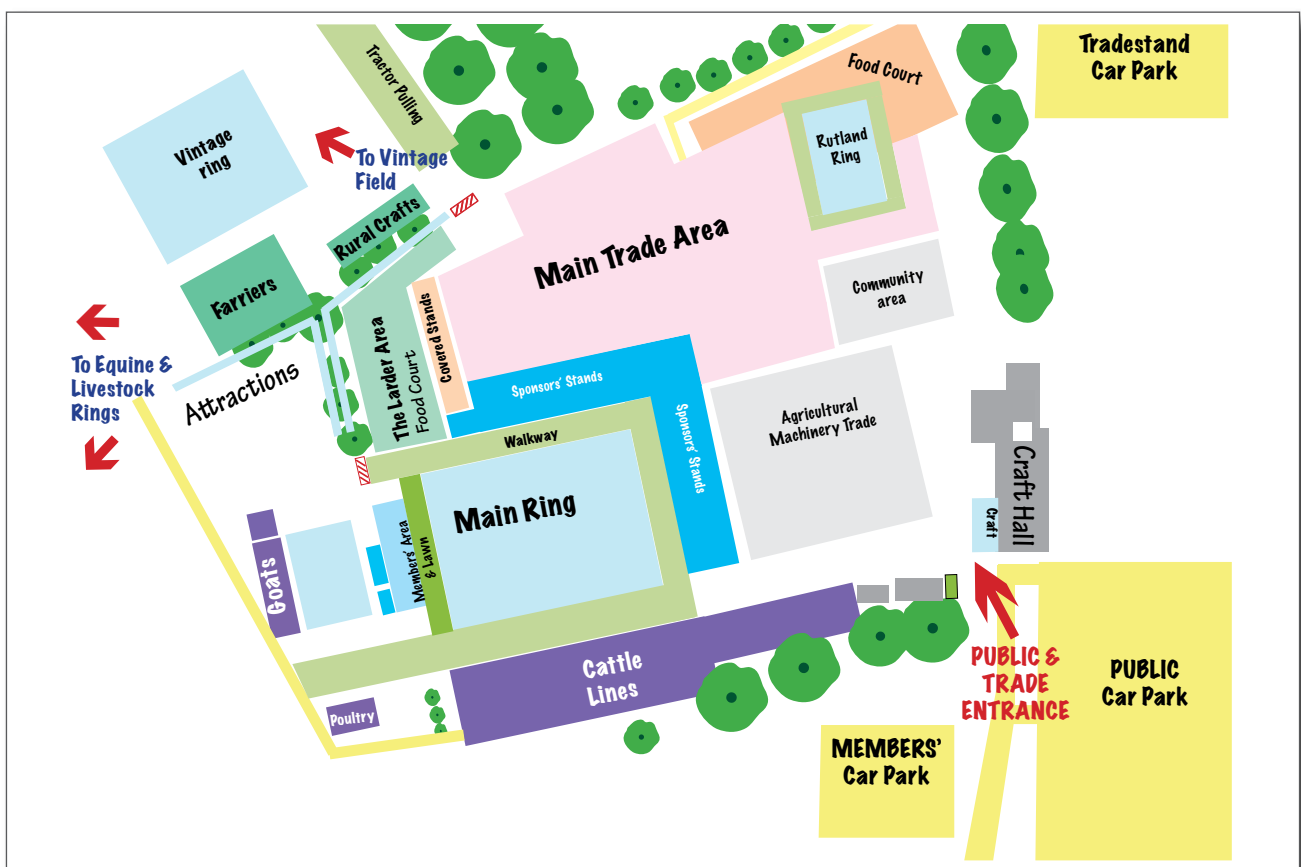 Tradestand
Car Park
Tractor Pulling
Food Court
Vintage
ring
To Vintage
Field
Rutland
Ring
Rural Crafts
Main Trade Area
Farriers
Community
area
Covered Stands
The Larder Area
Food Court
To Equine &
Livestock
Rings
Attractions
Sponsors' Stands
Sponsors' Stands
Agricultural
Machinery Trade
Walkway
Main Ring
Craft Hall
Craft
Members' Area
& Lawn
Goats
Cattle
Lines
Poultry
PUBLIC &
TRADE
ENTRANCE
PUBLIC
Car Park
MEMBERS'
Car Park